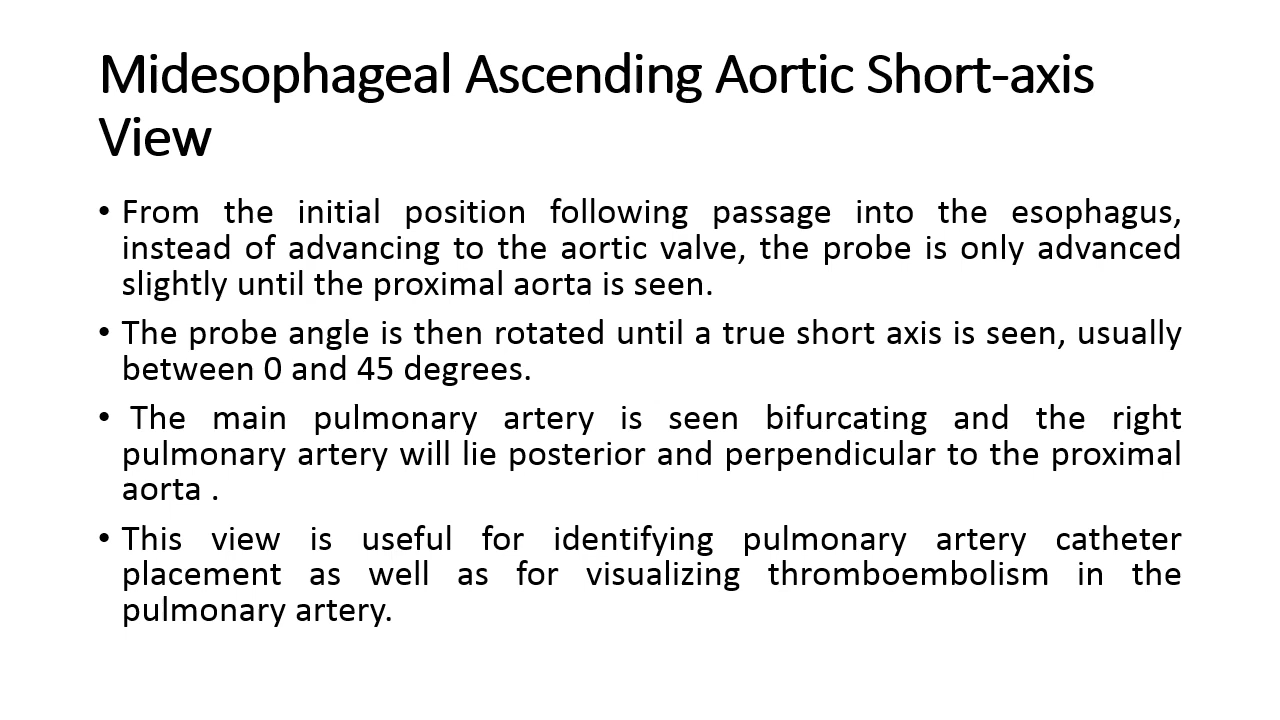 Midesophageal Ascending Aortic Short-axis
View
• From the initial position following passage into the esophagus,
instead of advancing to the aortic valve, the probe is only advanced
slightly until the proximal aorta is seen.
• The probe angle is then rotated until a true short axis is seen, usually
between 0 and 45 degrees.
• The main pulmonary artery is seen bifurcating and the right
pulmonary artery will lie posterior and perpendicular to the proximal
aorta .
• This view is useful for identifying pulmonary artery catheter
placement as well as for visualizing thromboembolism in the
pulmonary artery.